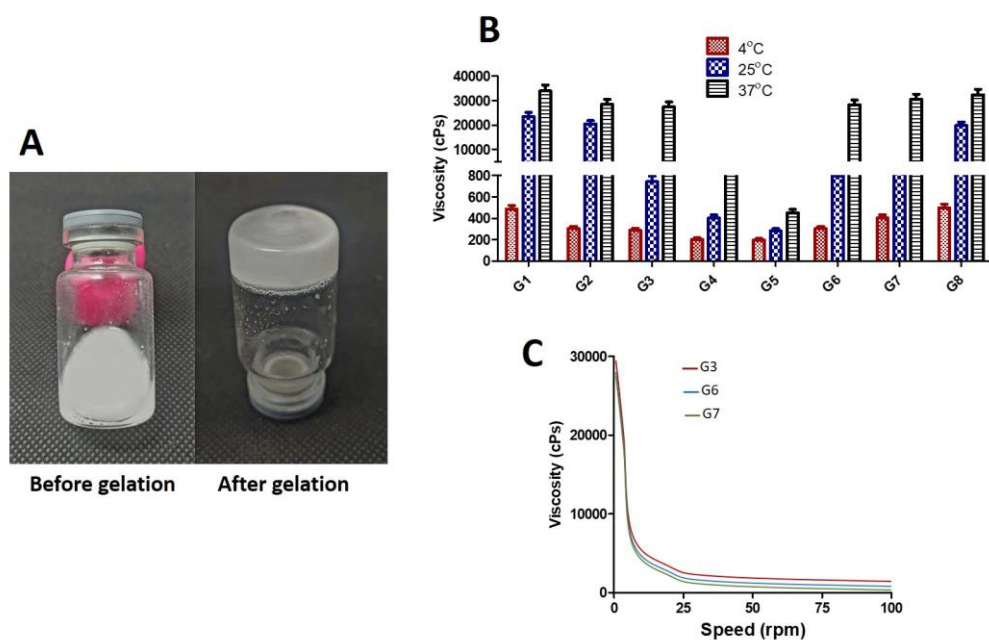 A
Before gelation
After gelation
B
4°C
25°C
37°C
Viscosity (cPs)
40000
30000
20000
10000
800
600
400
200
0
G1
G2
G3
G4
G5
G6
G7
G8
C
G3
G6
G7
Viscosity (cPs)
30000
20000
10000
0
0
25
50
75
100
Speed (rpm)